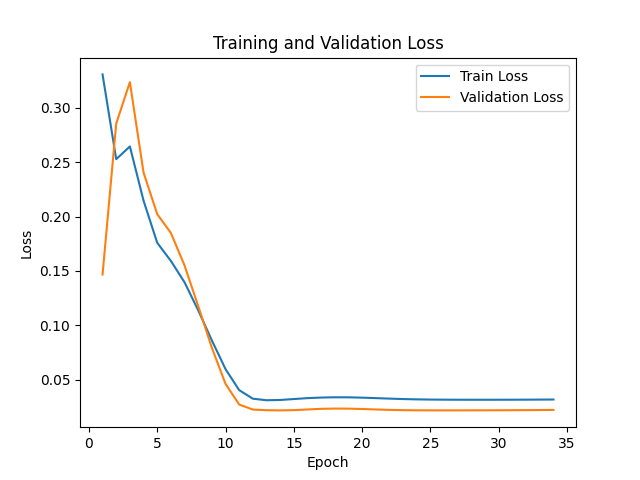 Training and Validation Loss
Train Loss
Validation Loss
Loss
0.30
0.25
0.20
0.15
0.10
0.05
0 5 10 15 20 25 30 35
Epoch